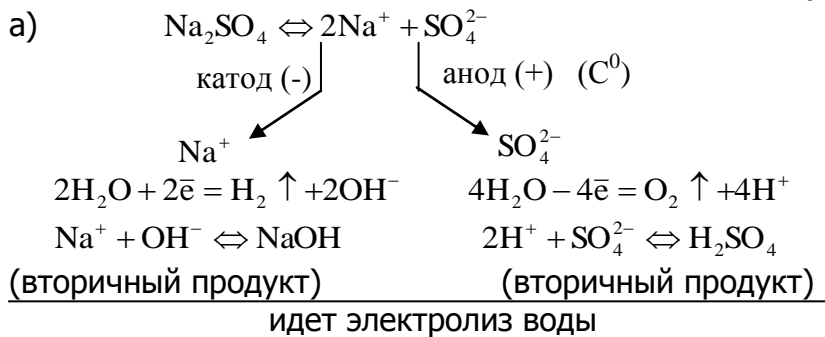 а) Na₂SO₄ ⇔ 2Na⁺ + SO₄²⁻
катод (-) анод (+) (C⁰)
Na⁺ SO₄²⁻
2H₂O + 2ē = H₂ ↑ +2OH⁻ 4H₂O − 4ē = O₂ ↑ +4H⁺
Na⁺ + OH⁻ ⇔ NaOH 2H⁺ + SO₄²⁻ ⇔ H₂SO₄
(вторичный продукт) (вторичный продукт)
идет электролиз воды